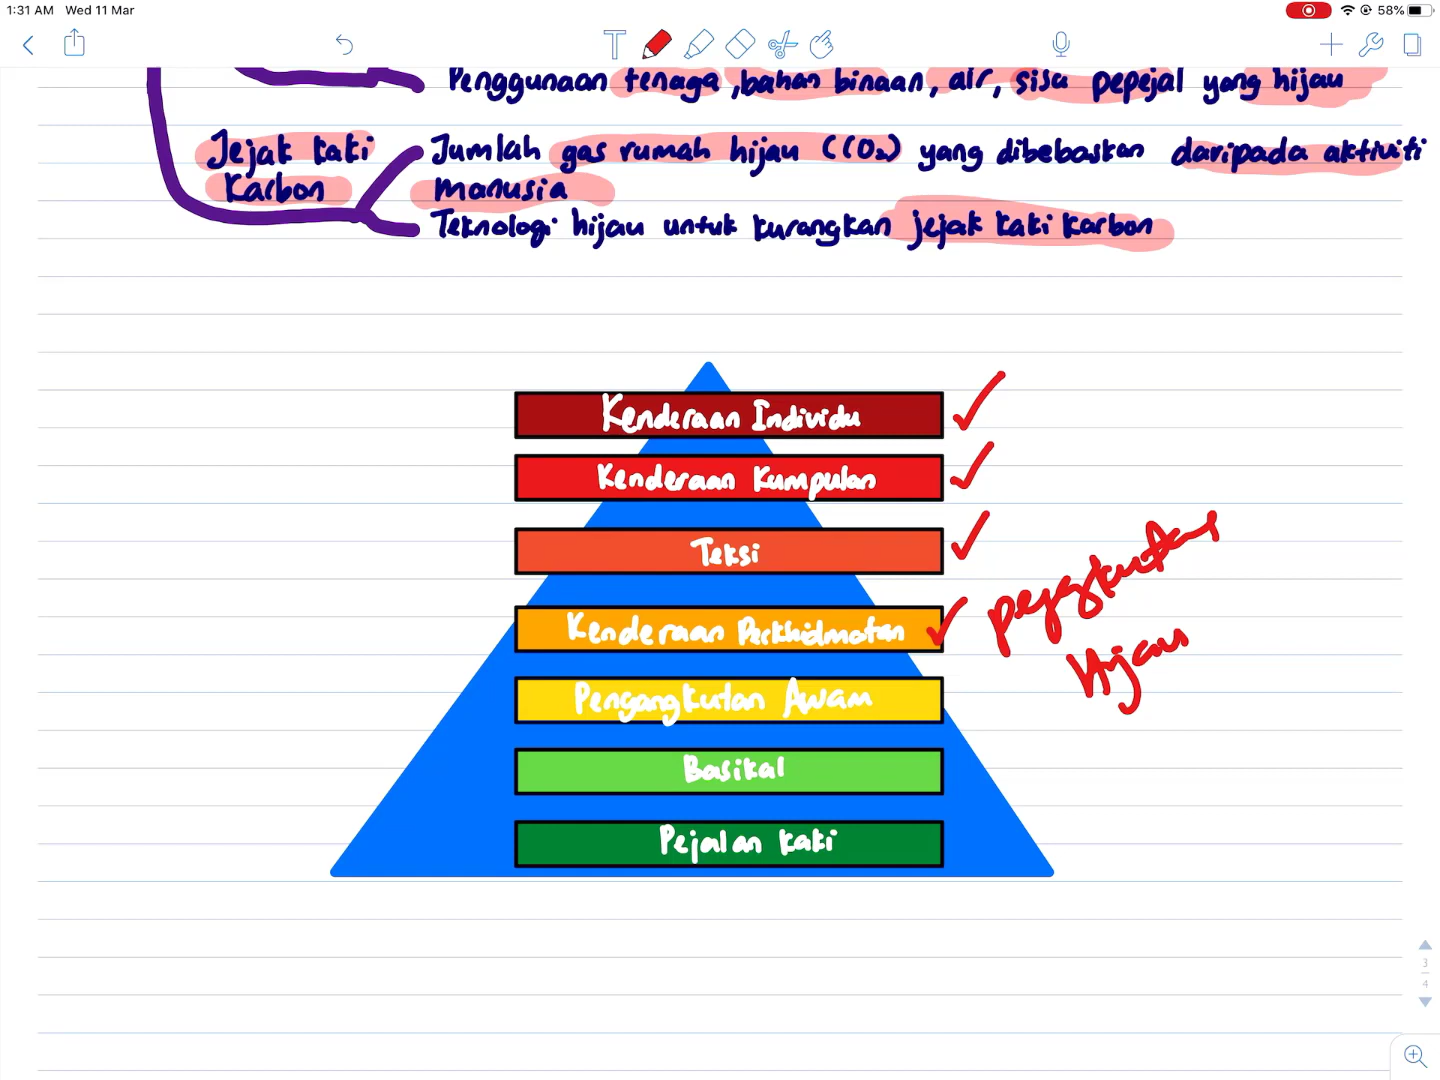 1:31 AM Wed 11 Mar
58%
Penggunaan tenaga, bahan binaan, air, sisa pepejal yang hijau
Jejak kaki
Karbon
Jumlah gas rumah hijau (CO₂) yang dibebaskan daripada aktiviti
manusia
Teknologi hijau untuk kurangkan jejak kaki karbon
Kenderaan Individu
Kenderaan Kumpulan
Teksi
Kenderaan Perkhidmatan
Pengangkutan Awam
Basikal
Pejalan kaki
Hijau
3
4